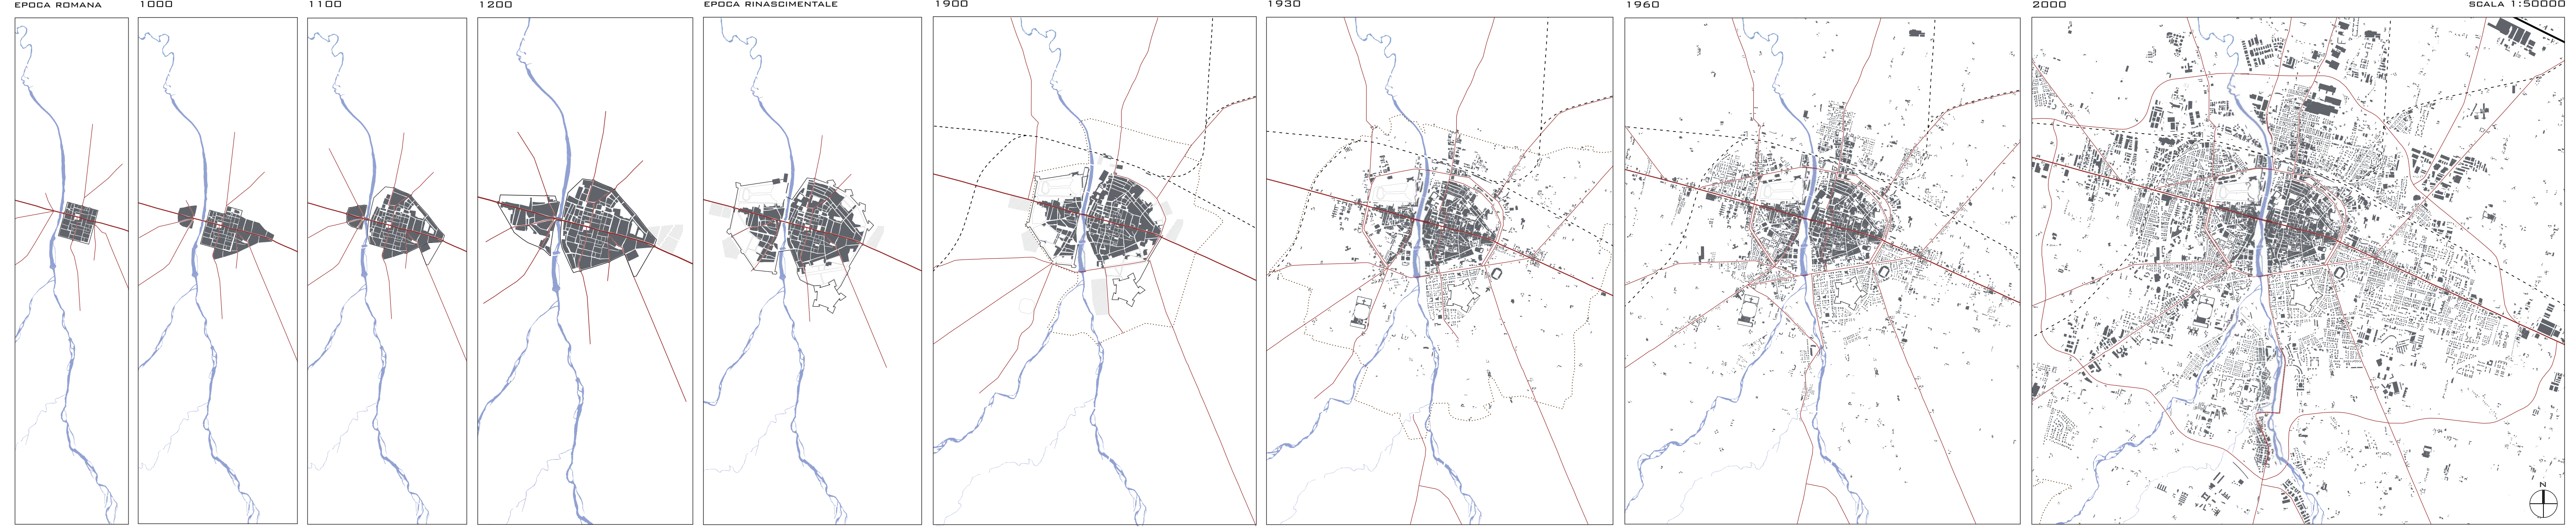 EPOCA ROMANA
1000
1100
1200
EPOCA RINASCIMENTALE
1900
1930
1960
2000
SCALA 1:50000
N